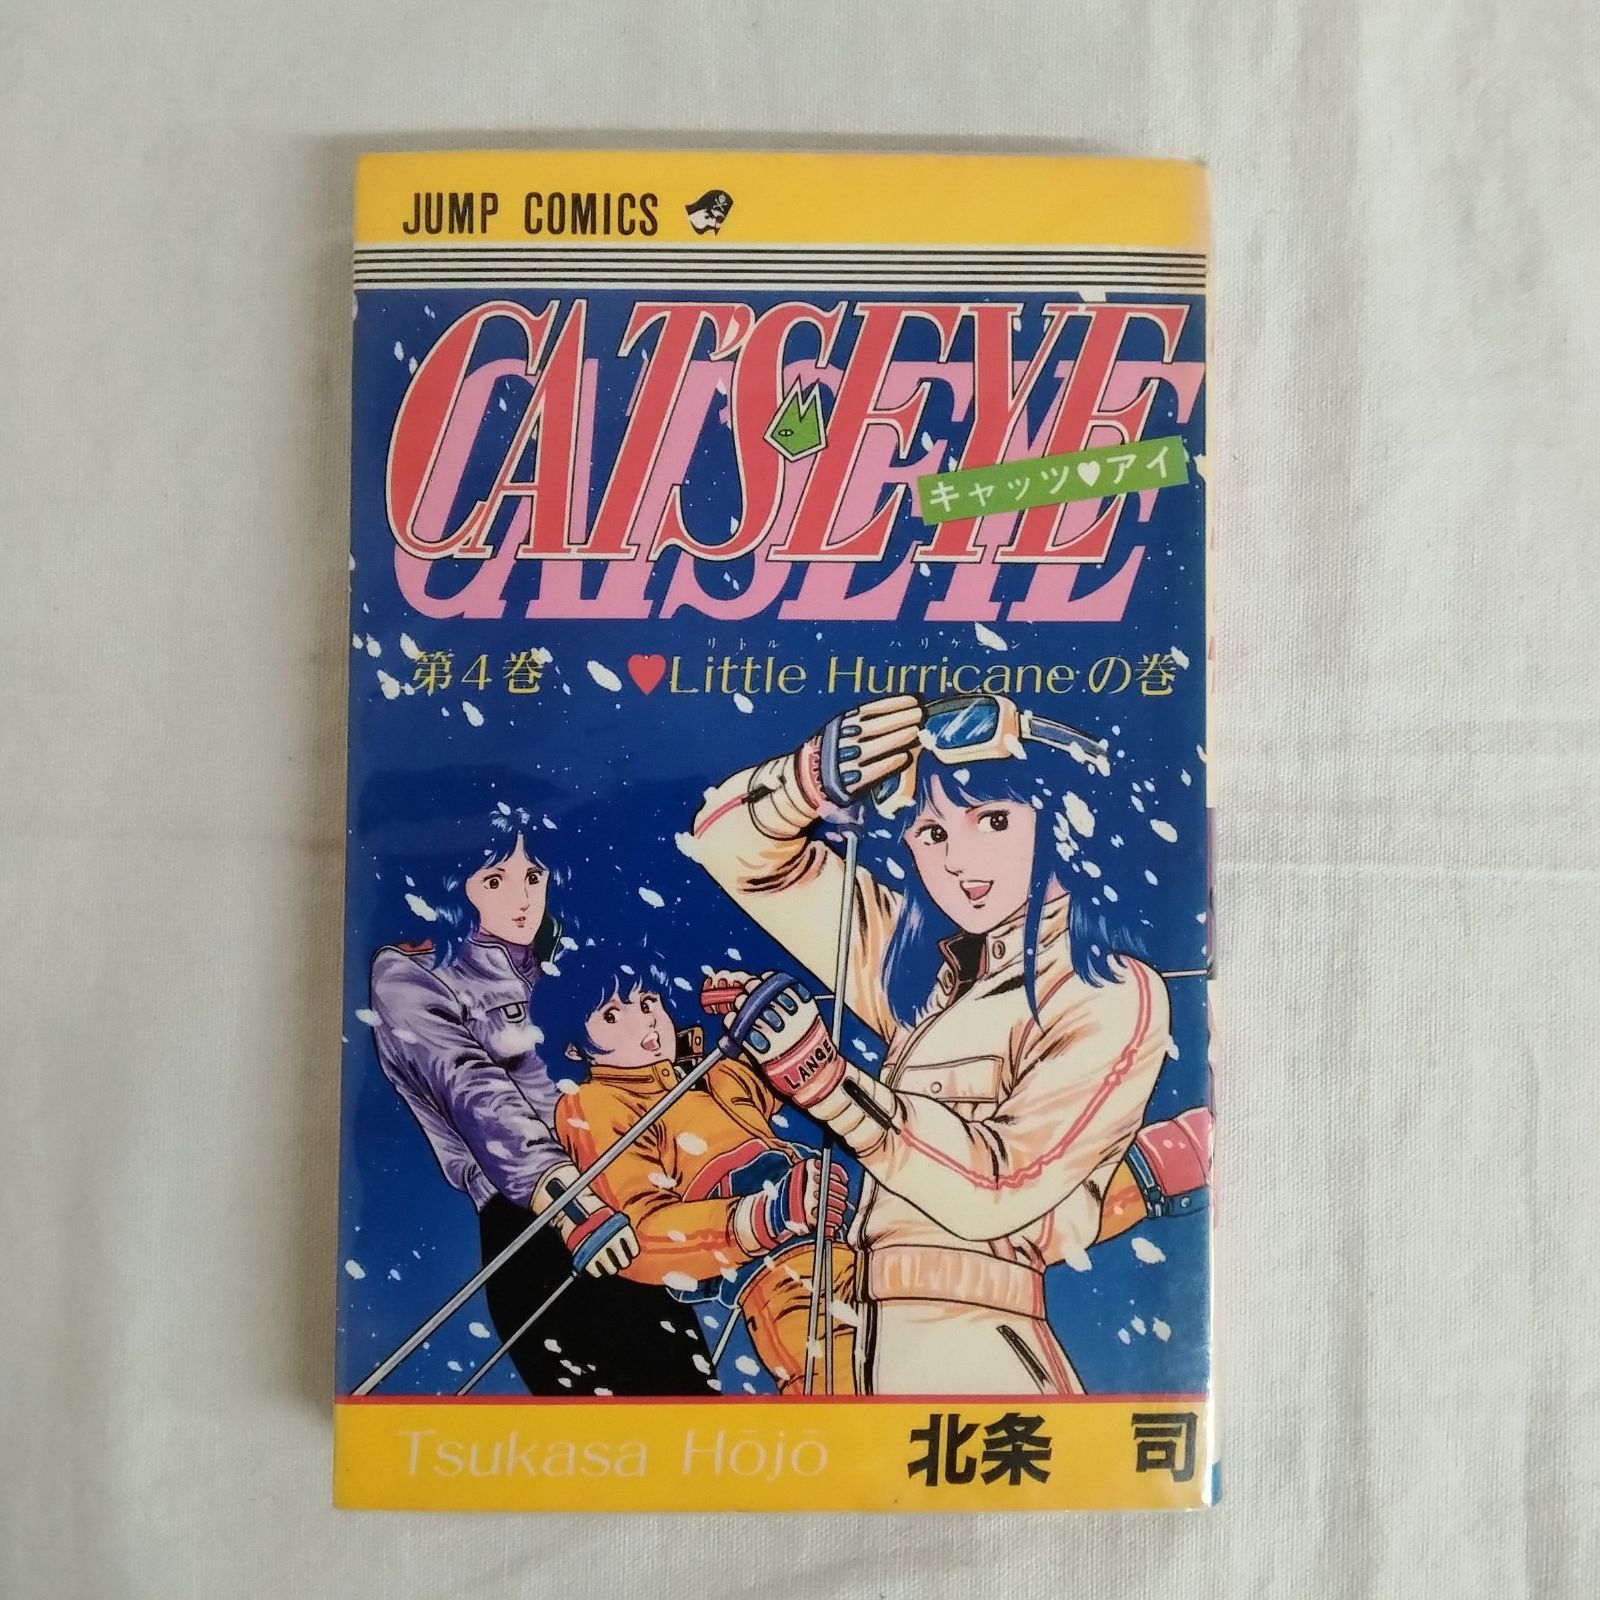 JUMP COMICS
CAT'S EYE
CAT'S EYE
キャッツ♥アイ
リトル ハリケーン
第4巻 ♥Little Hurricaneの巻
LANGE
Tsukasa Hōjō 北条 司